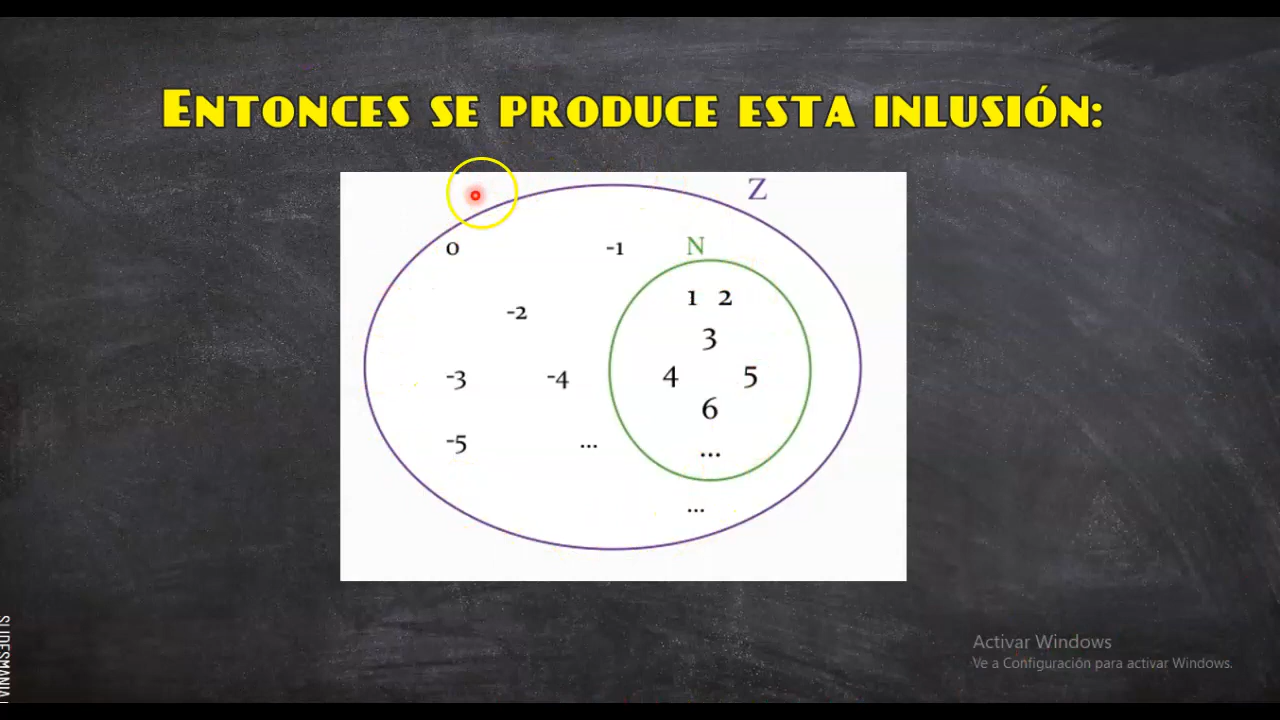 ENTONCES SE PRODUCE ESTA INLUSIÓN:
Z
0 -1 N
1 2
-2
3
-3 -4 4 5
6
-5 ... ...
...
Activar Windows
Ve a Configuración para activar Windows.
SLIDESMANIA